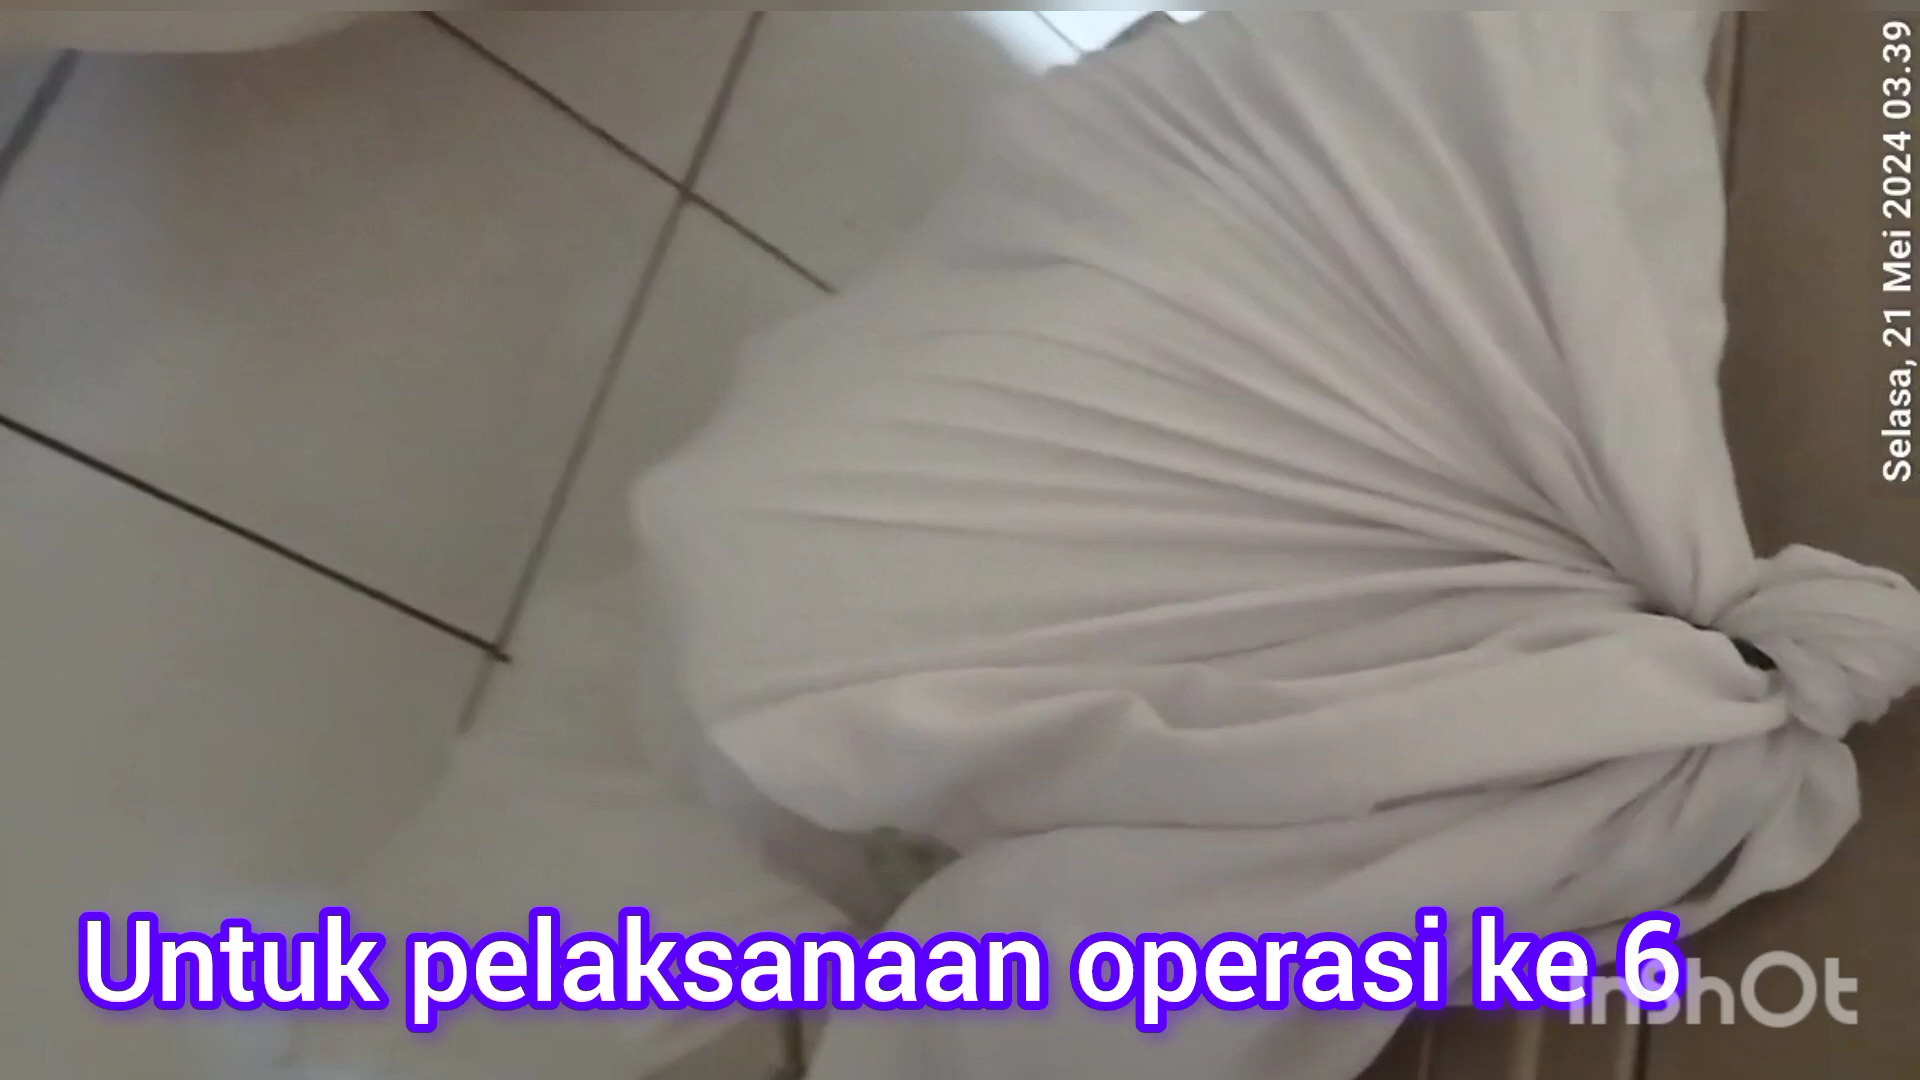 Selasa, 21 Mei 2024 03.39
Untuk pelaksanaan operasi ke 6
InShOt